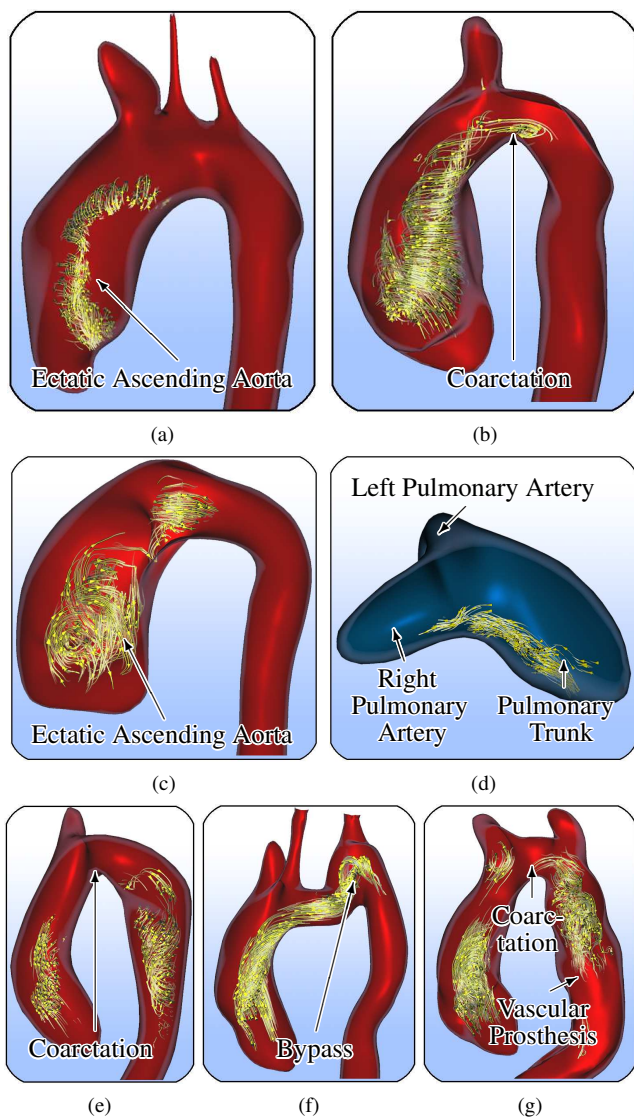 Ectatic Ascending Aorta
Coarctation
(a)
(b)
Left Pulmonary Artery
Right
Pulmonary
Artery
Pulmonary
Trunk
Ectatic Ascending Aorta
(c)
(d)
Coarctation
Bypass
Coarc-
tation
Vascular
Prosthesis
(e)
(f)
(g)